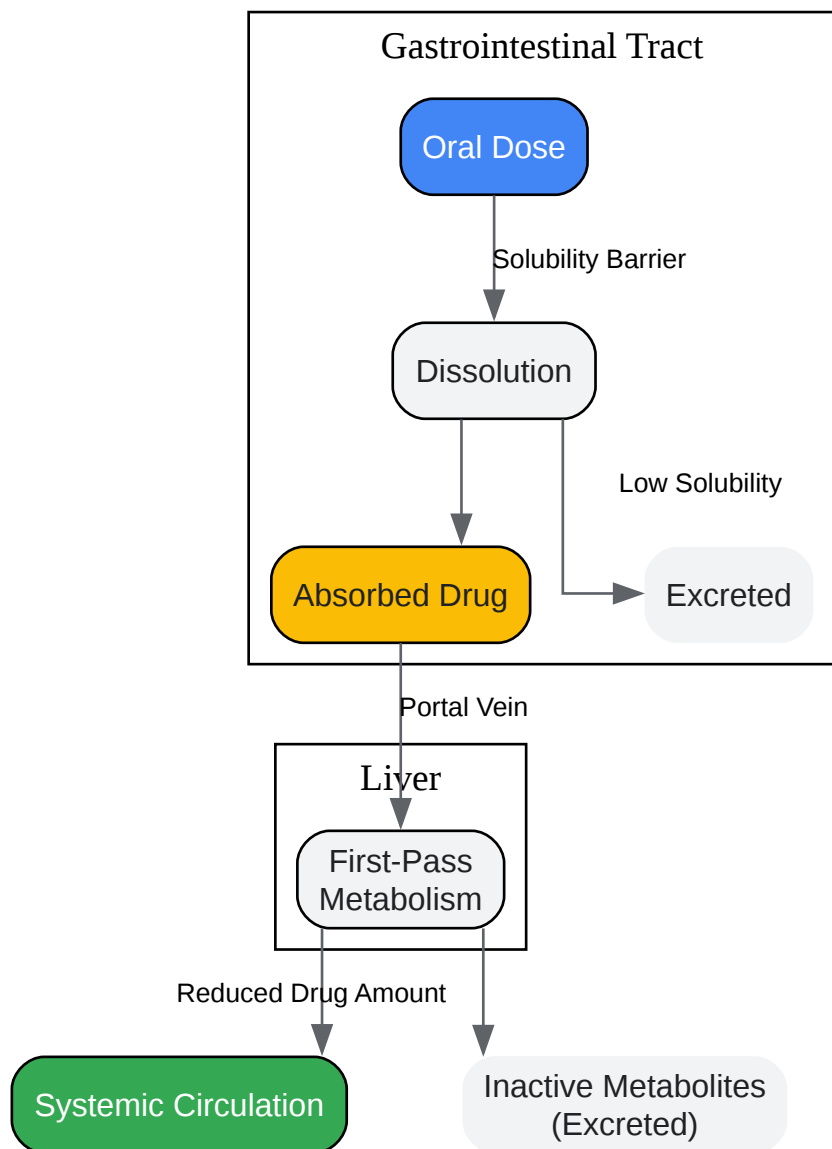 Gastrointestinal Tract
Oral Dose
Solubility Barrier
Dissolution
Low Solubility
Absorbed Drug
Excreted
Portal Vein
Liver
First-Pass
Metabolism
Reduced Drug Amount
Systemic Circulation
Inactive Metabolites
(Excreted)